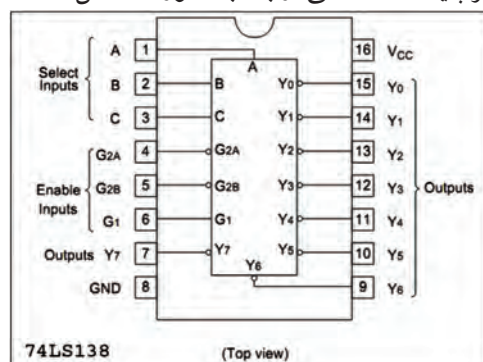 A 1 A 16 VCC
Select Inputs
B 2 B Y0 15 Y0
C 3 C Y1 14 Y1
G2A 4 G2A Y2 13 Y2
Enable Inputs
G2B 5 G2B Y3 12 Y3 Outputs
G1 6 G1 Y4 11 Y4
Outputs Y7 7 Y7 Y5 10 Y5
Y6
GND 8 9 Y6
74LS138 (Top view)